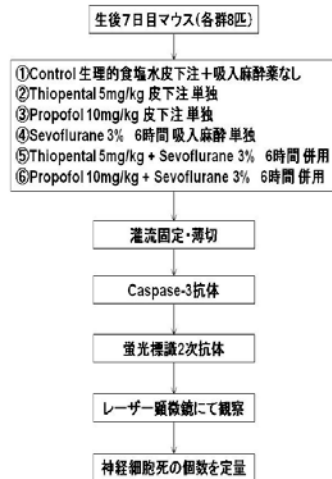 生後7日目マウス(各群8匹)
①Control 生理的食塩水皮下注+吸入麻酔薬なし
②Thiopental 5mg/kg 皮下注 単独
③Propofol 10mg/kg 皮下注 単独
④Sevoflurane 3% 6時間 吸入麻酔 単独
⑤Thiopental 5mg/kg + Sevoflurane 3% 6時間 併用
⑥Propofol 10mg/kg + Sevoflurane 3% 6時間 併用
灌流固定・薄切
Caspase-3抗体
蛍光標識2次抗体
レーザー顕微鏡にて観察
神経細胞死の個数を定量